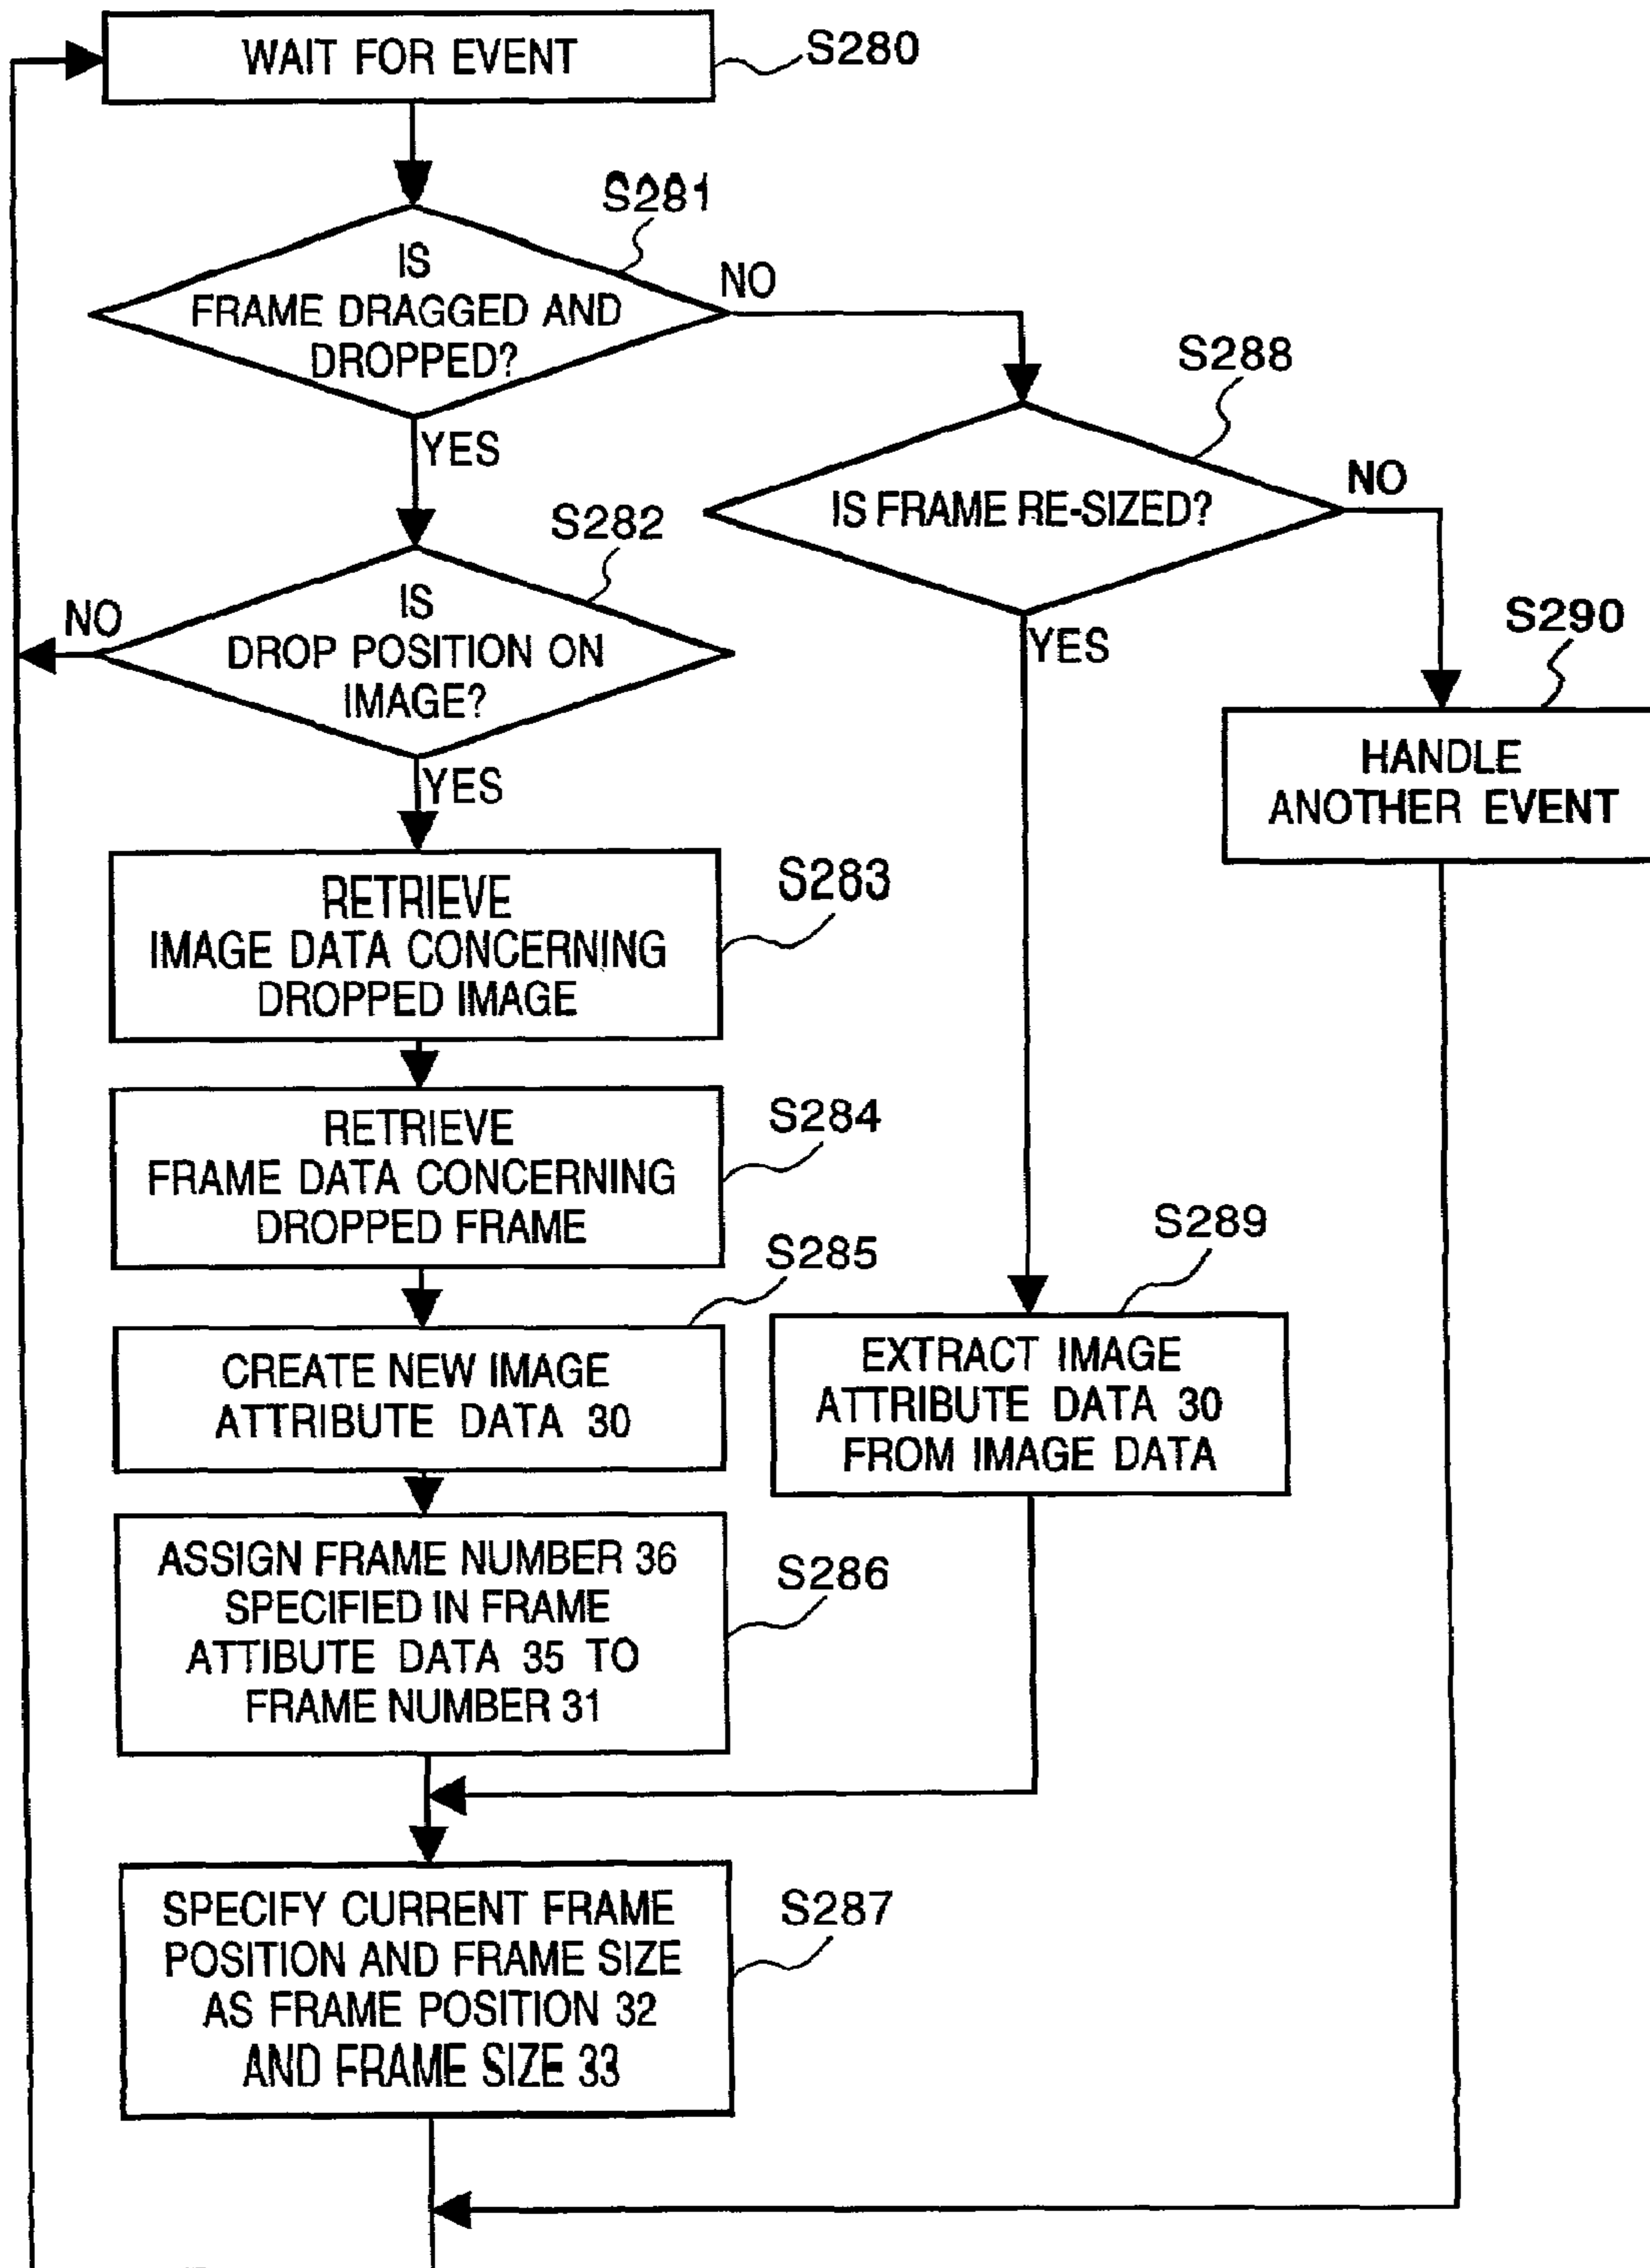 WAIT FOR EVENT
S280
S281
IS
FRAME DRAGGED AND
DROPPED?
NO
YES
S288
IS FRAME RE-SIZED?
NO
YES
S282
IS
DROP POSITION ON
IMAGE?
NO
YES
S290
HANDLE
ANOTHER EVENT
S283
RETRIEVE
IMAGE DATA CONCERNING
DROPPED IMAGE
S284
RETRIEVE
FRAME DATA CONCERNING
DROPPED FRAME
S285
CREATE NEW IMAGE
ATTRIBUTE DATA 30
S289
EXTRACT IMAGE
ATTRIBUTE DATA 30
FROM IMAGE DATA
S286
ASSIGN FRAME NUMBER 36
SPECIFIED IN FRAME
ATTIBUTE DATA 35 TO
FRAME NUMBER 31
S287
SPECIFY CURRENT FRAME
POSITION AND FRAME SIZE
AS FRAME POSITION 32
AND FRAME SIZE 33